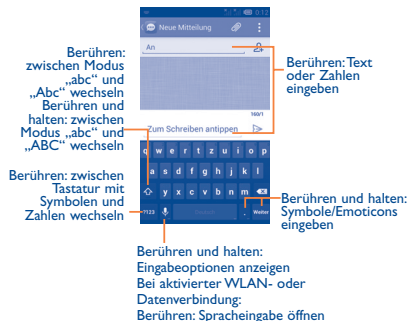 0:12
Neue Mitteilung
An
Berühren:
zwischen Modus
„abc" und
„Abc" wechseln
Berühren und
halten: zwischen
Modus „abc" und
„ABC" wechseln
Berühren: Text
oder Zahlen
eingeben
160/1
Zum Schreiben antippen
q w e r t z u i o p
a s d f g h j k l
y x c v b n m
?123
. Weiter
Berühren: zwischen
Tastatur mit
Symbolen und
Zahlen wechseln
Berühren und halten:
Symbole/Emoticons
eingeben
Berühren und halten:
Eingabeoptionen anzeigen
Bei aktivierter WLAN- oder
Datenverbindung:
Berühren: Spracheingabe öffnen